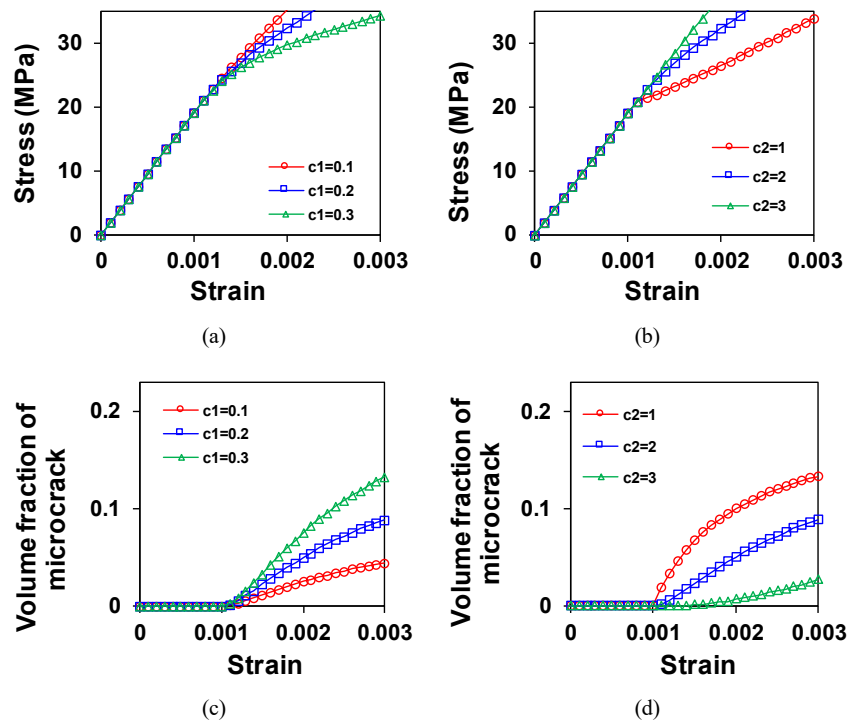 Stress (MPa)
30
20
10
0
c1=0.1
c1=0.2
c1=0.3
0 0.001 0.002 0.003
Strain
(a)
Stress (MPa)
30
20
10
0
c2=1
c2=2
c2=3
0 0.001 0.002 0.003
Strain
(b)
Volume fraction of
microcrack
0.2
0.1
0
c1=0.1
c1=0.2
c1=0.3
0 0.001 0.002 0.003
Strain
(c)
Volume fraction of
microcrack
0.2
0.1
0
c2=1
c2=2
c2=3
0 0.001 0.002 0.003
Strain
(d)